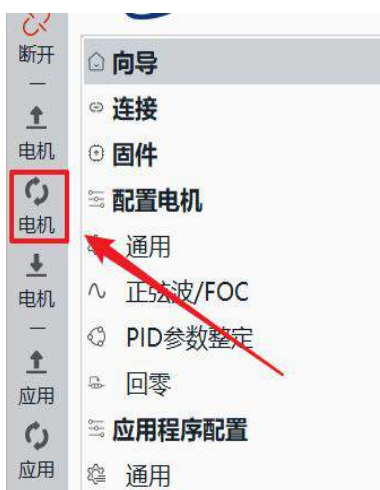 断开
电机
电机
电机
应用
应用
向导
连接
固件
配置电机
通用
正弦波/FOC
PID参数整定
回零
应用程序配置
通用